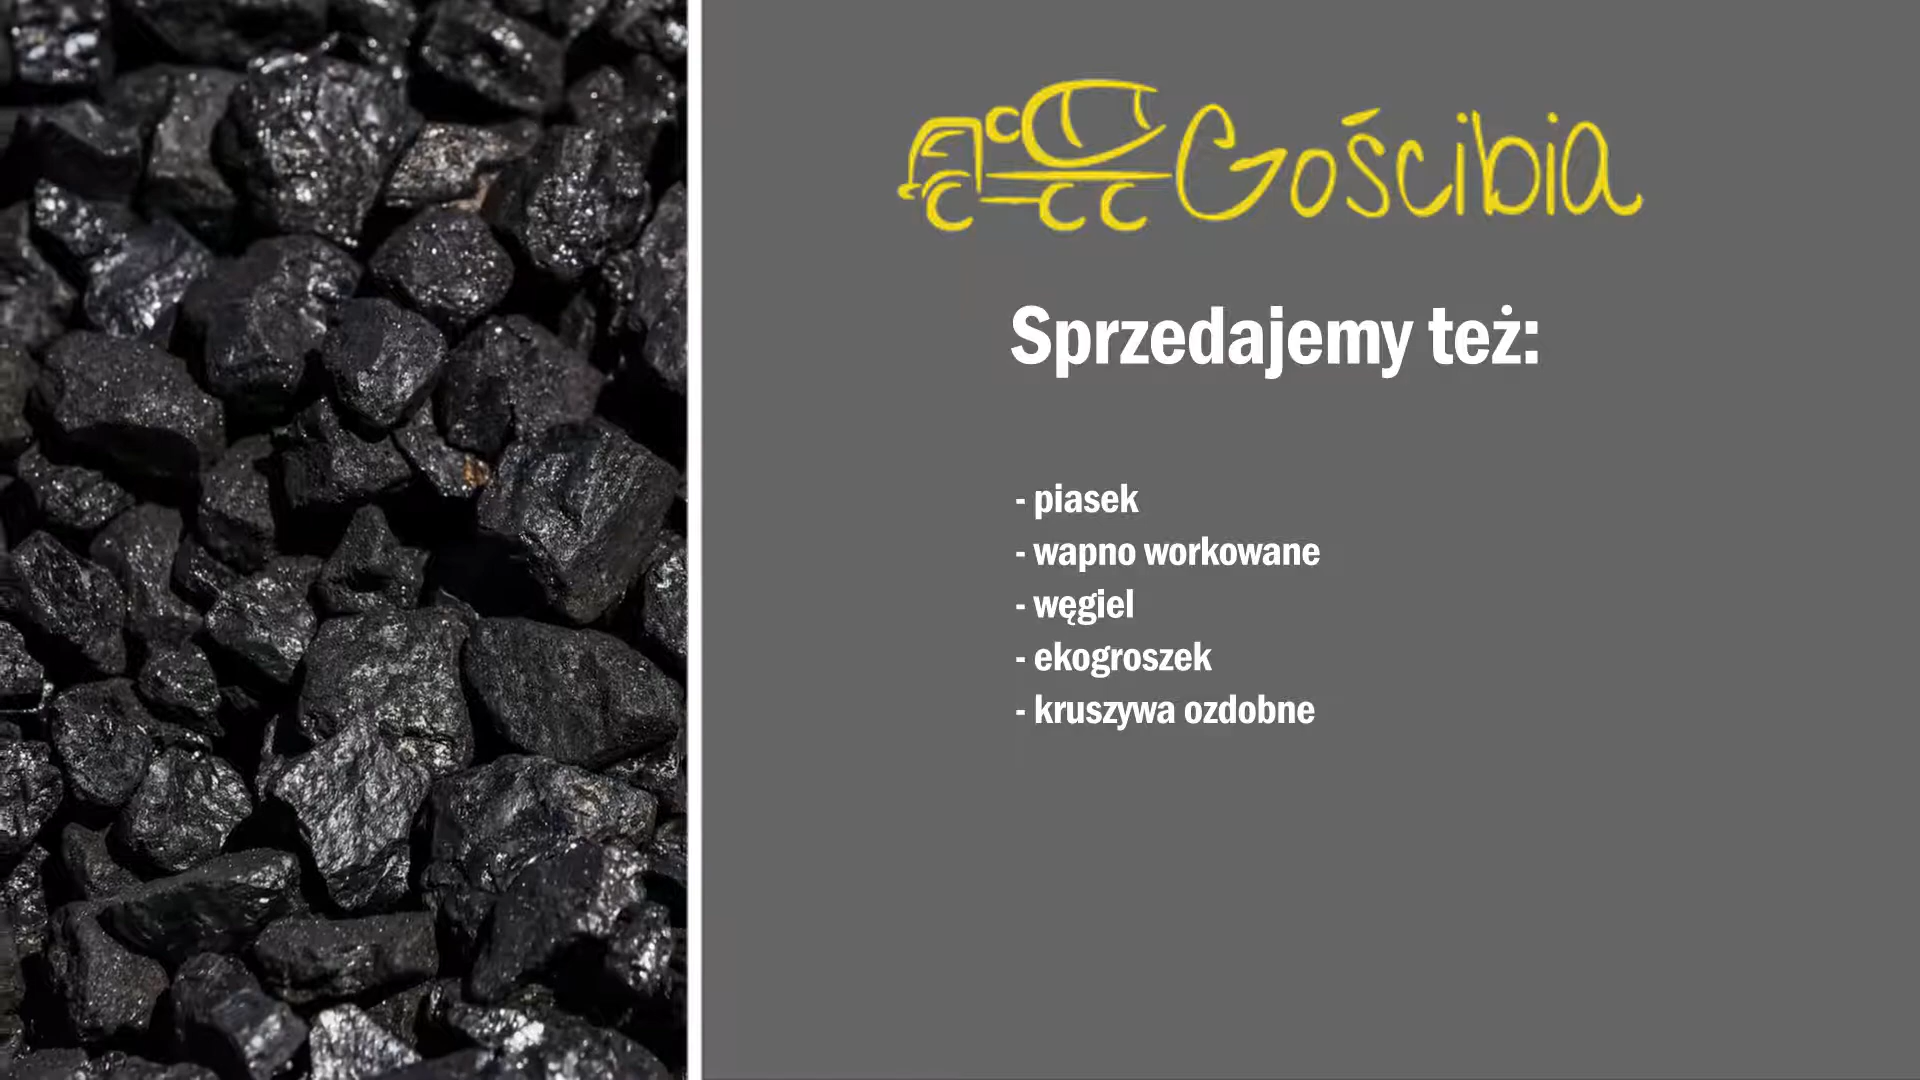 Gościbia
Sprzedajemy też:
- piasek
- wapno workowane
- węgiel
- ekogroszek
- kruszywa ozdobne